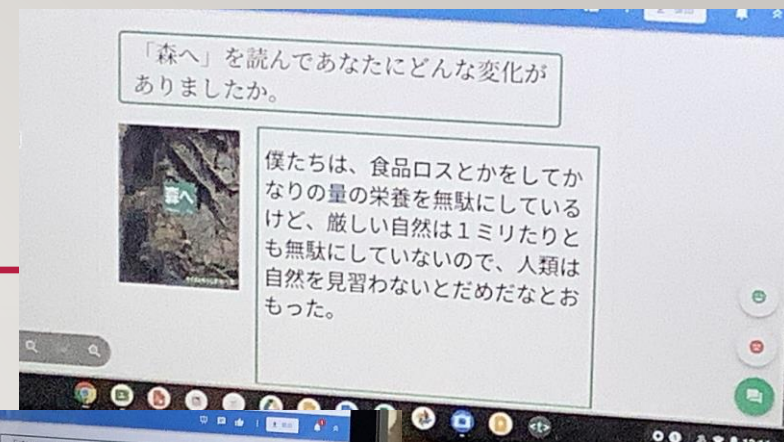 「森へ」を読んであなたにどんな変化が
ありましたか。
森へ
僕たちは、食品ロスとかをしてか
なりの量の栄養を無駄にしている
けど、厳しい自然は１ミリたりと
も無駄にしていないので、人類は
自然を見習わないとだめだなとお
もった。